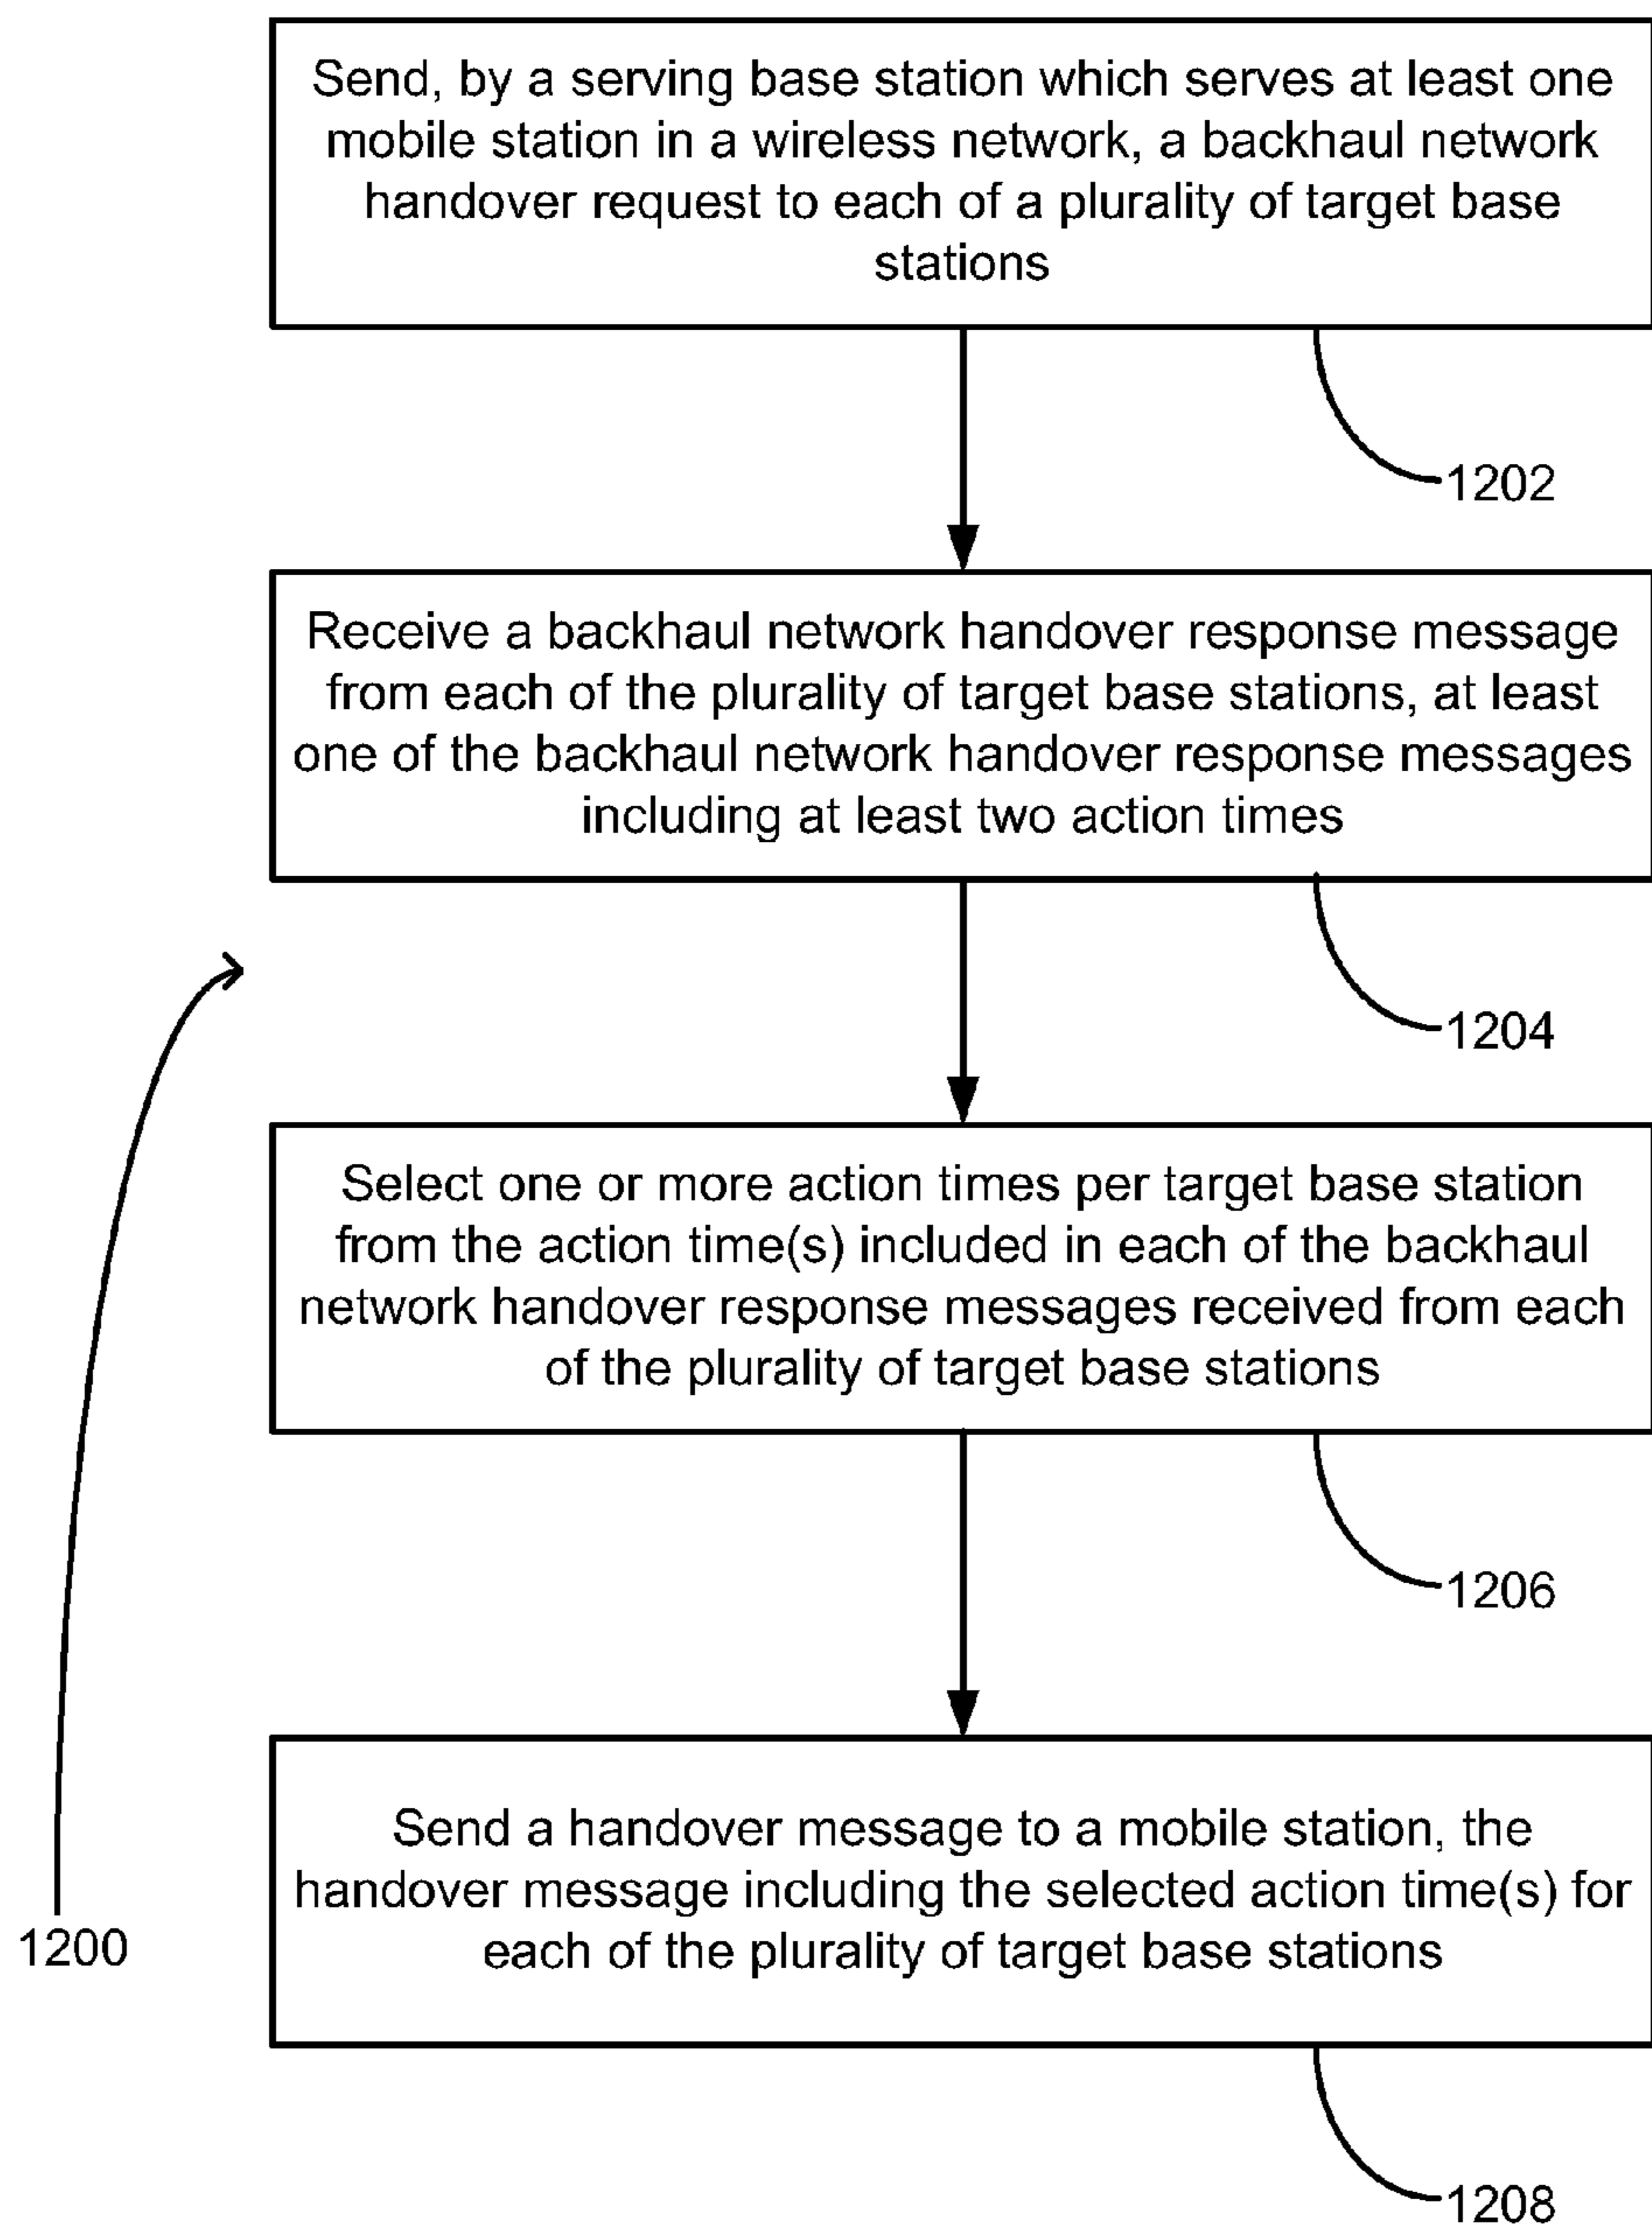 Send, by a serving base station which serves at least one
mobile station in a wireless network, a backhaul network
handover request to each of a plurality of target base
stations
1202
Receive a backhaul network handover response message
from each of the plurality of target base stations, at least
one of the backhaul network handover response messages
including at least two action times
1204
Select one or more action times per target base station
from the action time(s) included in each of the backhaul
network handover response messages received from each
of the plurality of target base stations
1206
Send a handover message to a mobile station, the
handover message including the selected action time(s) for
each of the plurality of target base stations
1200
1208